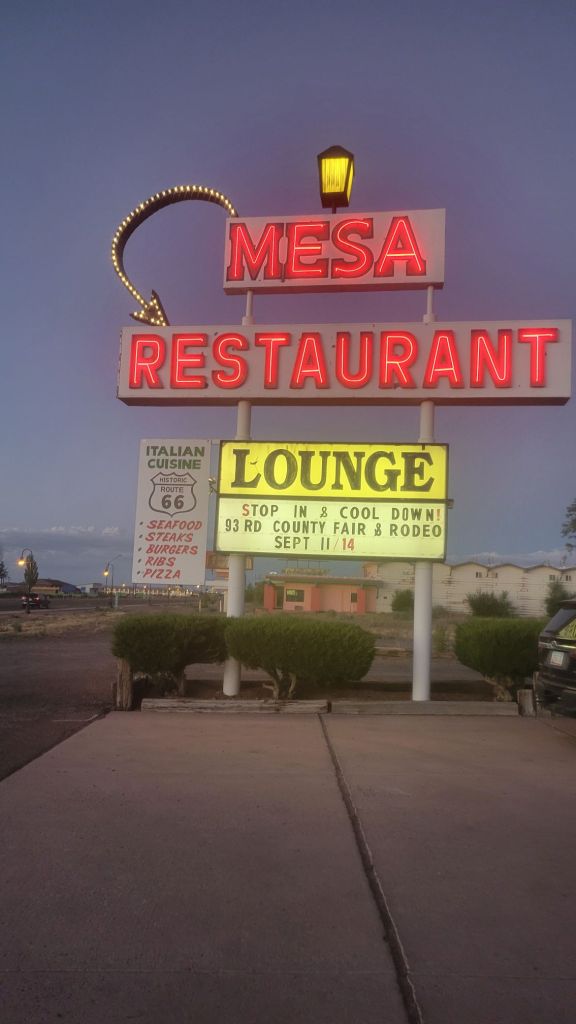 MESA
RESTAURANT
ITALIAN
CUISINE
HISTORIC
ROUTE
66
• SEAFOOD
• STEAKS
• BURGERS
• RIBS
• PIZZA
LOUNGE
STOP IN & COOL DOWN!
93 RD COUNTY FAIR & RODEO
SEPT 11/14